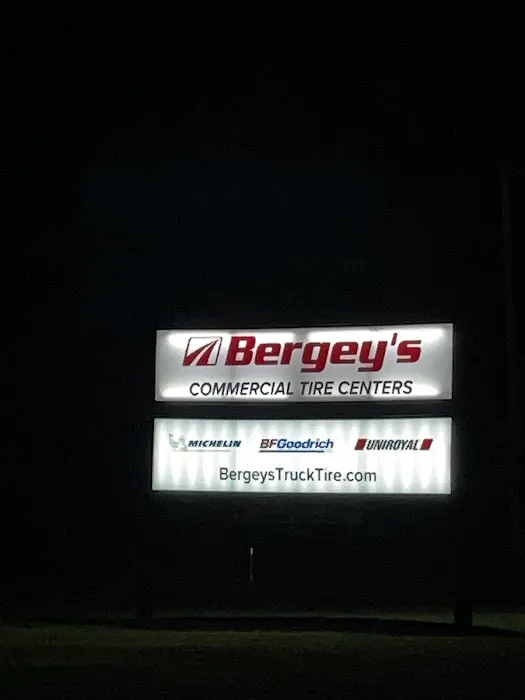 Bergey's
COMMERCIAL TIRE CENTERS
MICHELIN BFGoodrich UNIROYAL
BergeysTruckTire.com